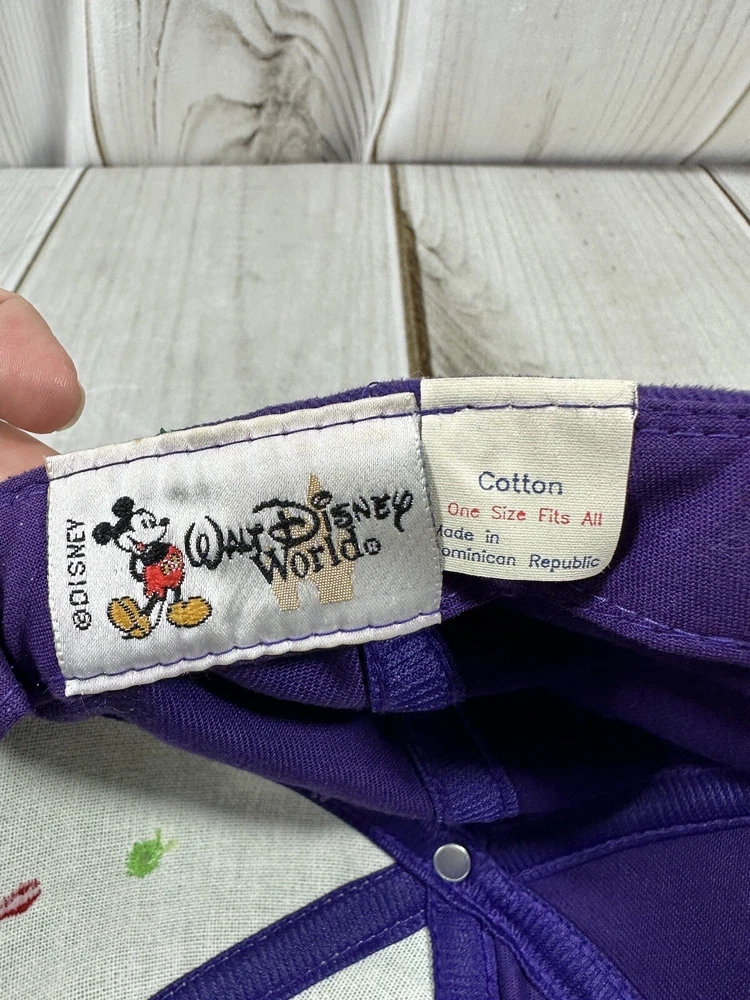 ©DISNEY
WALT DISNEY
World®
Cotton
One Size Fits All
Made in
Dominican Republic